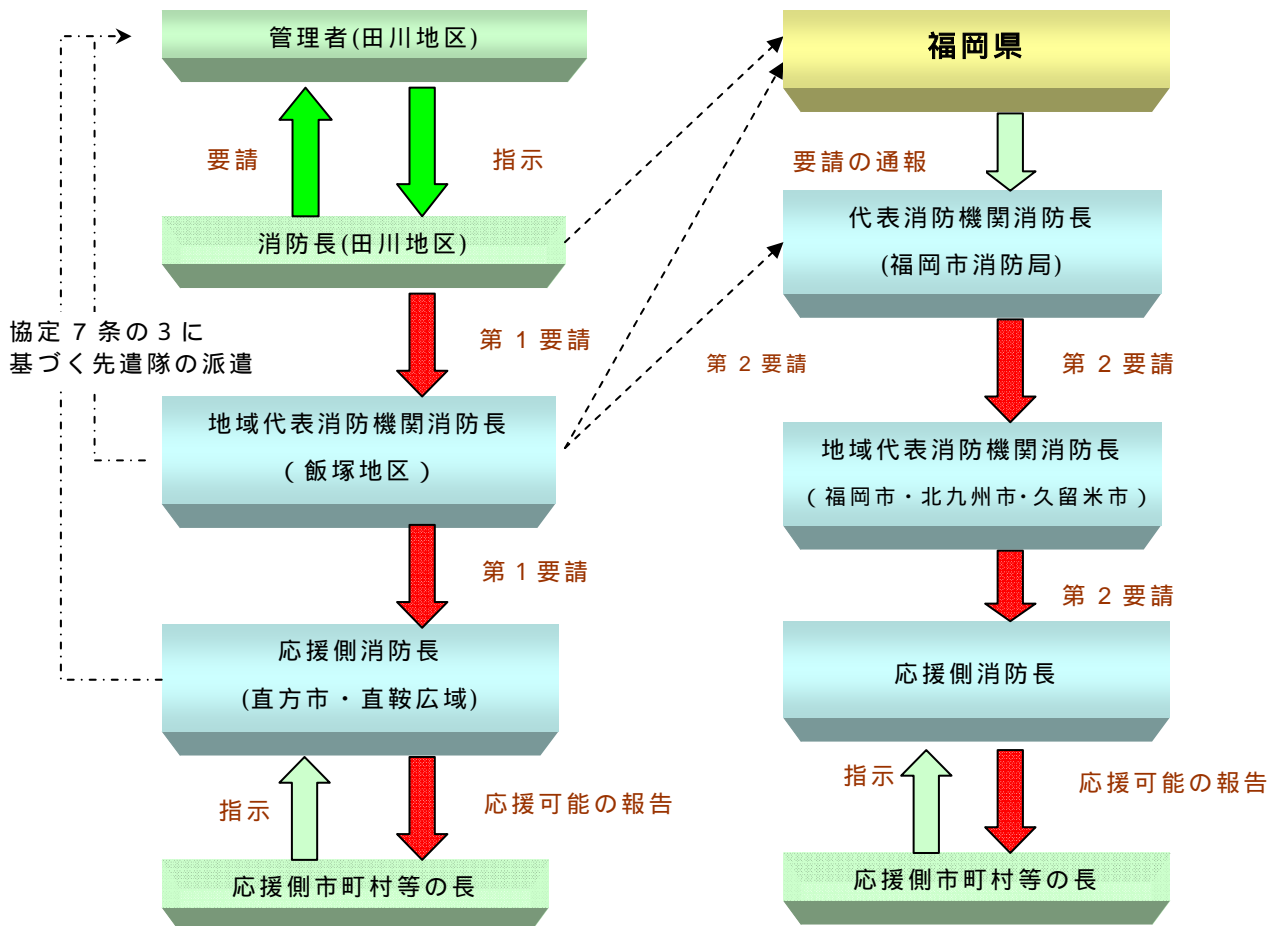 管理者(田川地区)
要請
指示
消防長(田川地区)
第１要請
協定７条の３に
基づく先遣隊の派遣
地域代表消防機関消防長
（飯塚地区）
第１要請
応援側消防長
(直方市・直鞍広域)
指示
応援可能の報告
応援側市町村等の長
福岡県
要請の通報
代表消防機関消防長
(福岡市消防局)
第２要請
第２要請
地域代表消防機関消防長
（福岡市・北九州市・久留米市）
第２要請
応援側消防長
指示
応援可能の報告
応援側市町村等の長